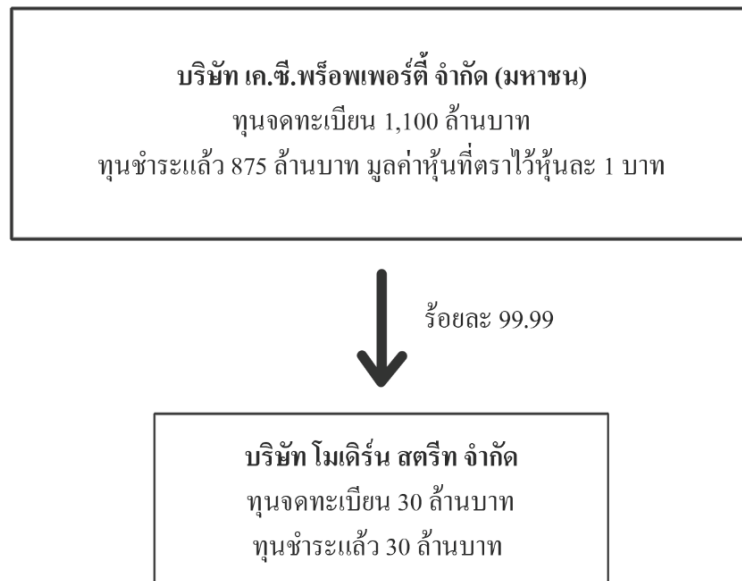 บริษัท เค.ซี.พร็อพเพอร์ตี้ จำกัด (มหาชน)
ทุนจดทะเบียน 1,100 ล้านบาท
ทุนชำระแล้ว 875 ล้านบาท มูลค่าหุ้นที่ตราไว้หุ้นละ 1 บาท
ร้อยละ 99.99
บริษัท โมเดิร์น สตรีท จำกัด
ทุนจดทะเบียน 30 ล้านบาท
ทุนชำระแล้ว 30 ล้านบาท